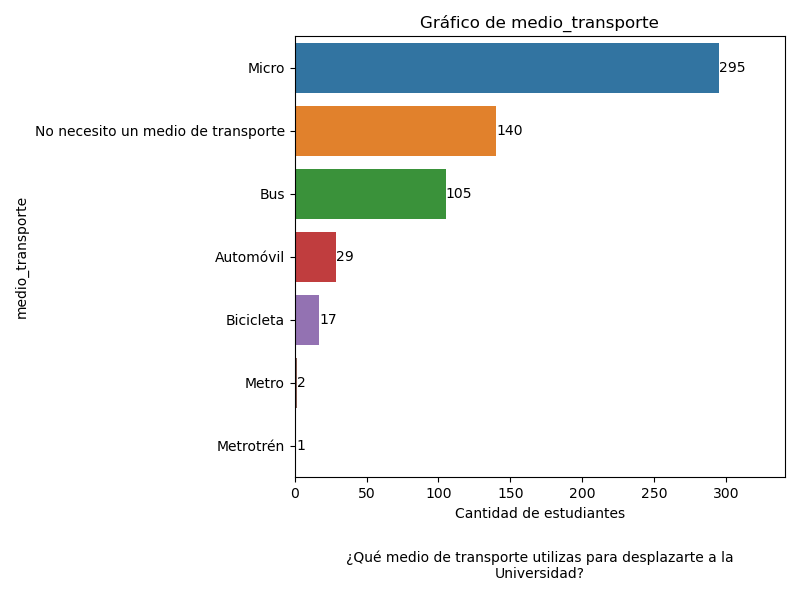 Gráfico de medio_transporte
Micro
295
No necesito un medio de transporte
140
Bus
105
Automóvil
29
Bicicleta
17
Metro
2
Metrotrén
1
medio_transporte
0 50 100 150 200 250 300
Cantidad de estudiantes
¿Qué medio de transporte utilizas para desplazarte a la
Universidad?